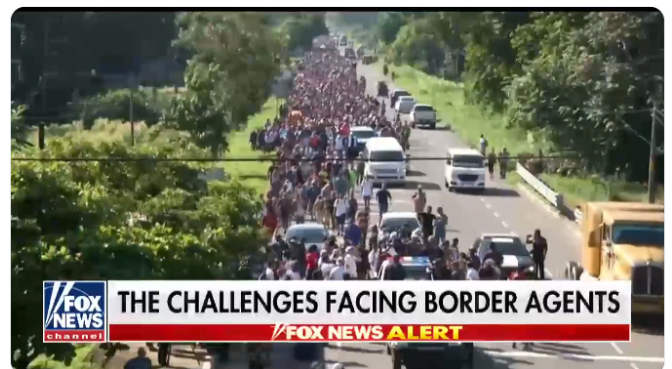 FOX
NEWS
channel
THE CHALLENGES FACING BORDER AGENTS
FOX NEWS ALERT